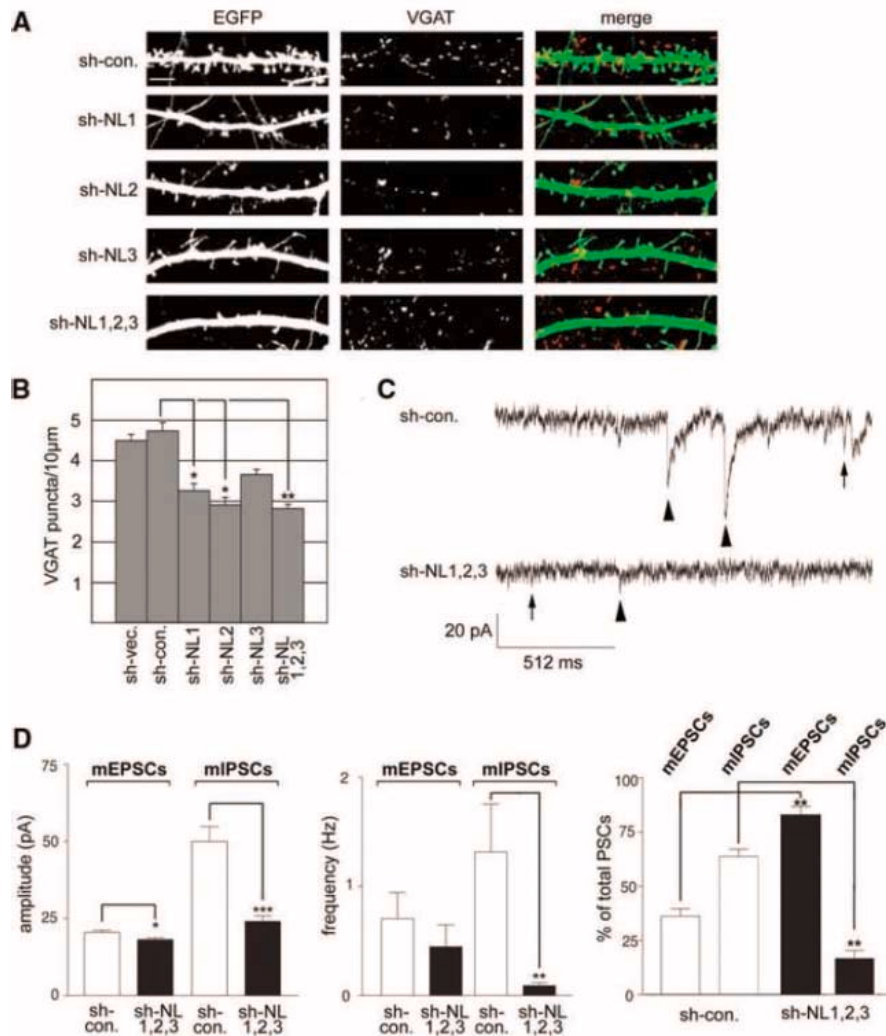 A
EGFP VGAT merge
sh-con.
sh-NL1
sh-NL2
sh-NL3
sh-NL1,2,3
B
VGAT puncta/10µm
5
4
3
2
1
* * **
sh-vec.
sh-con.
sh-NL1
sh-NL2
sh-NL3
sh-NL
1,2,3
C
sh-con.
sh-NL1,2,3
20 pA
512 ms
D
mEPSCs mIPSCs
amplitude (pA)
75
50
25
0
* ***
sh-
con.
sh-NL
1,2,3
sh-
con.
sh-NL
1,2,3
mEPSCs mIPSCs
frequency (Hz)
2
1
0
**
sh-
con.
sh-NL
1,2,3
sh-
con.
sh-NL
1,2,3
mEPSCs
mIPSCs
mEPSCs
mIPSCs
% of total PSCs
100
75
50
25
0
** **
sh-con. sh-NL1,2,3